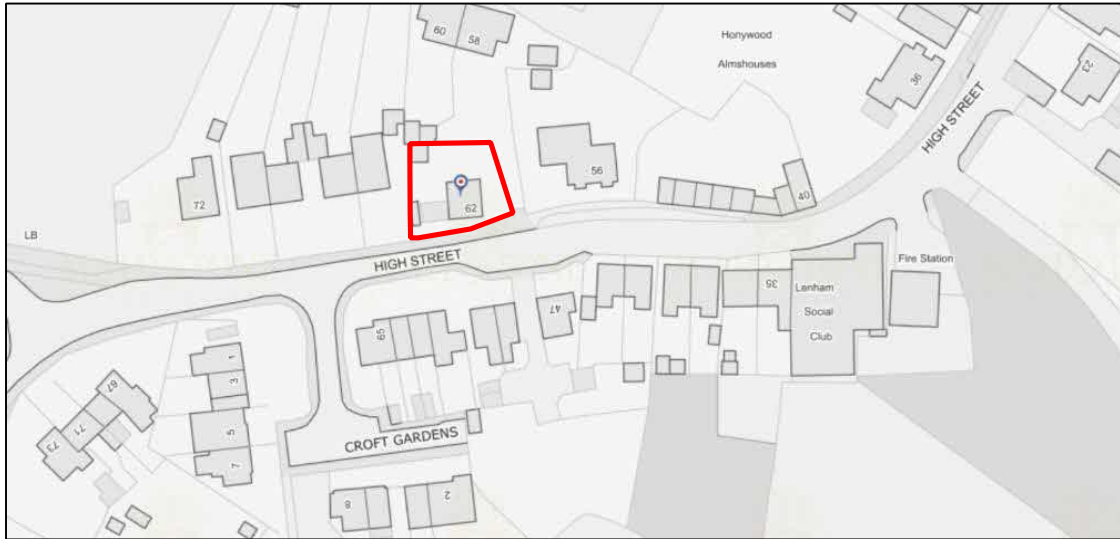 60
58
Honywood
Almshouses
36
23
HIGH STREET
56
72
62
40
LB
HIGH STREET
Fire Station
47
35
Lenham
Social
Club
65
1
3
67
71
73
5
7
CROFT GARDENS
8
2